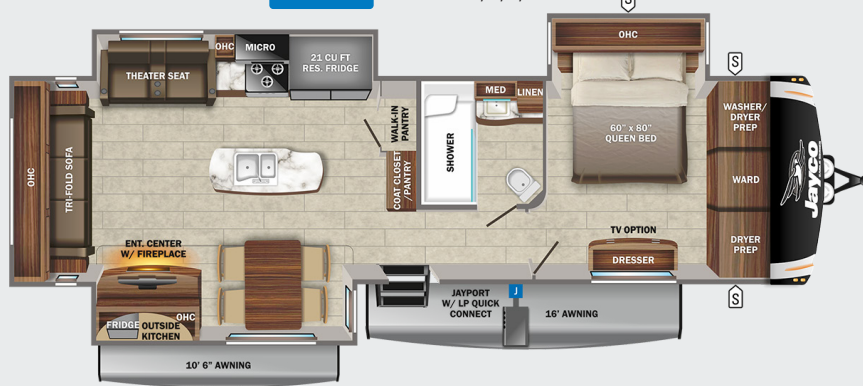 S
OHC
OHC
MICRO
21 CU FT
RES. FRIDGE
THEATER SEAT
S
MED
LINEN
WALK-IN
PANTRY
WASHER/
DRYER
PREP
60" x 80"
QUEEN BED
SHOWER
OHC
TRI-FOLD SOFA
COAT CLOSET
/PANTRY
WARD
Jayco
TV OPTION
DRYER
PREP
ENT. CENTER
W/ FIREPLACE
DRESSER
JAYPORT
W/ LP QUICK
CONNECT
J
S
16' AWNING
OHC
FRIDGE
OUTSIDE
KITCHEN
10' 6" AWNING